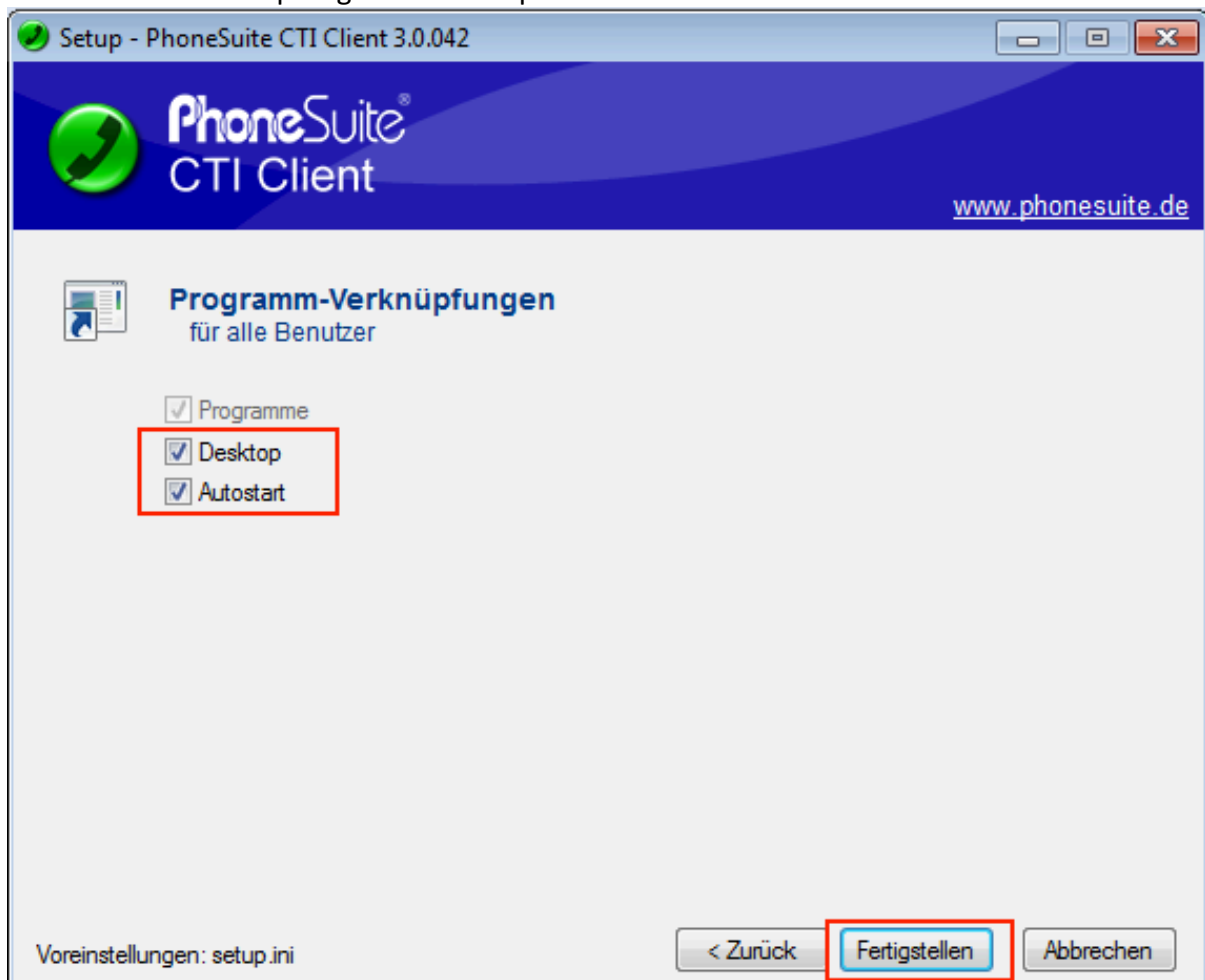 Setup - PhoneSuite CTI Client 3.0.042
PhoneSuite®
CTI Client
www.phonesuite.de
Programm-Verknüpfungen
für alle Benutzer
Programme
Desktop
Autostart
Voreinstellungen: setup.ini
< Zurück Fertigstellen Abbrechen